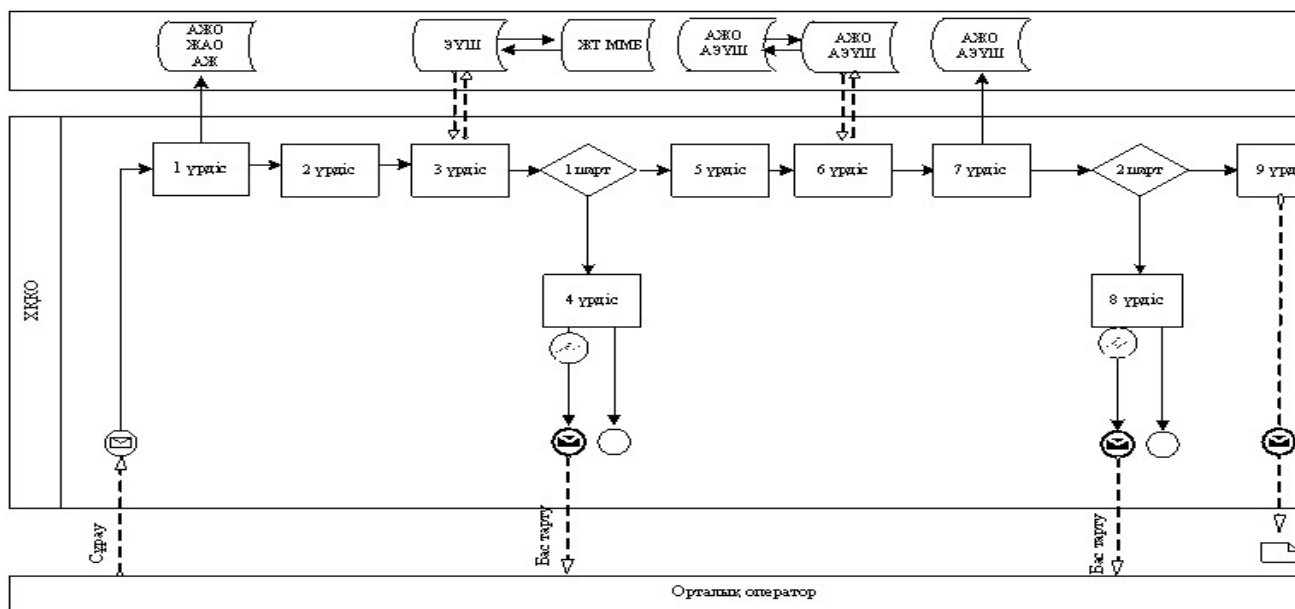 АЖО
ЖАО
АЖ
ЭҮШ
ЖТ ММБ
АЖО
АЭҮШ
АЖО
АЭҮШ
АЖО
АЭҮШ
1 үрдіс
2 үрдіс
3 үрдіс
1 шарт
5 үрдіс
6 үрдіс
7 үрдіс
2 шарт
9 үрд
4 үрдіс
8 үрдіс
ХҚКО
Сұрау
Бас тарту
Бас тарту
Орталық оператор